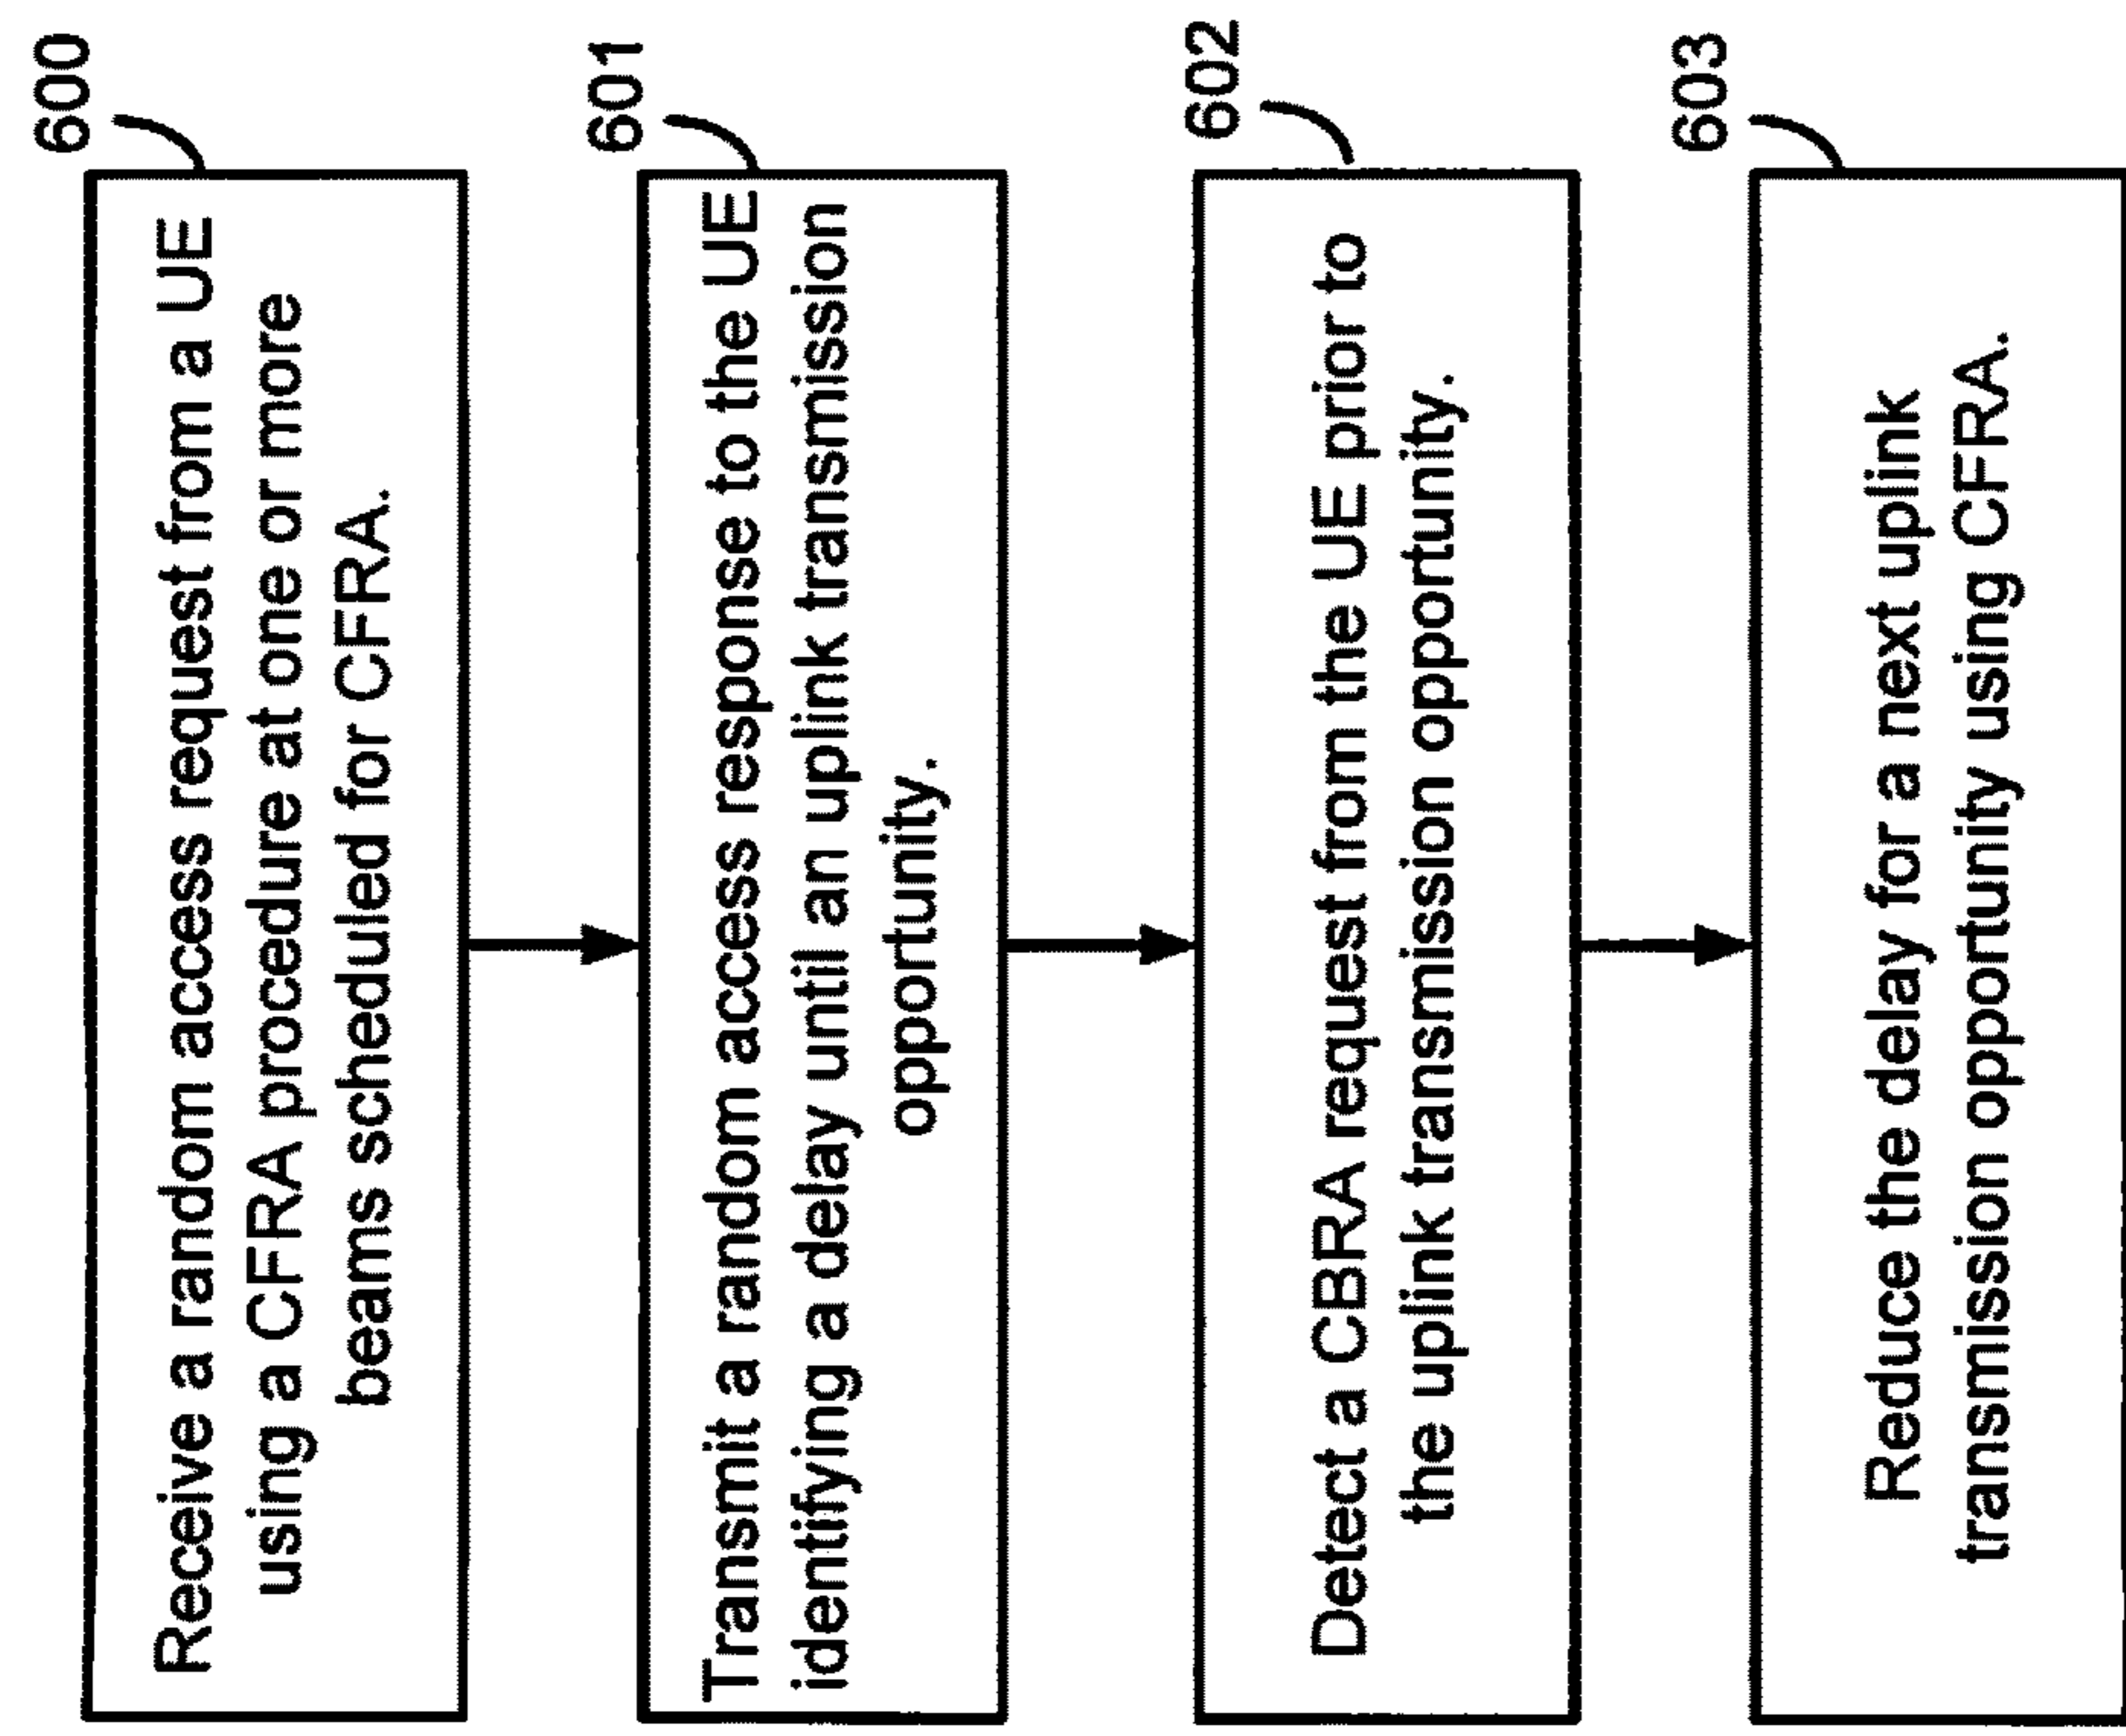 600
Receive a random access request from a UE
using a CFRA procedure at one or more
beams scheduled for CFRA.
601
Transmit a random access response to the UE
identifying a delay until an uplink transmission
opportunity.
602
Detect a CBRA request from the UE prior to
the uplink transmission opportunity.
603
Reduce the delay for a next uplink
transmission opportunity using CFRA.